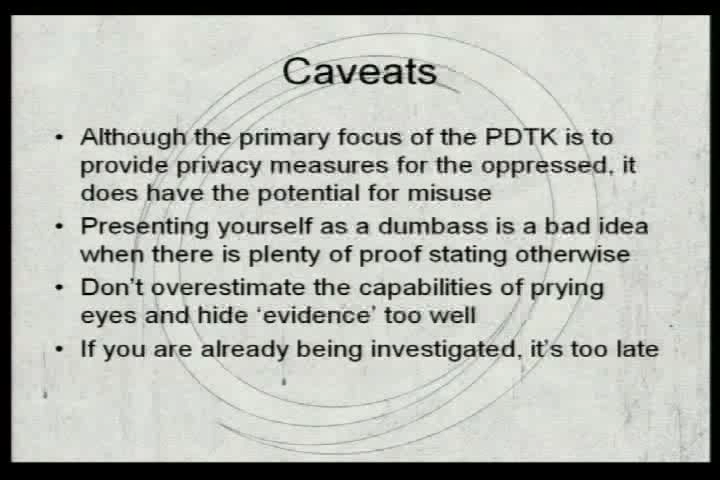 Caveats
• Although the primary focus of the PDTK is to
provide privacy measures for the oppressed, it
does have the potential for misuse
• Presenting yourself as a dumbass is a bad idea
when there is plenty of proof stating otherwise
• Don't overestimate the capabilities of prying
eyes and hide 'evidence' too well
• If you are already being investigated, it's too late